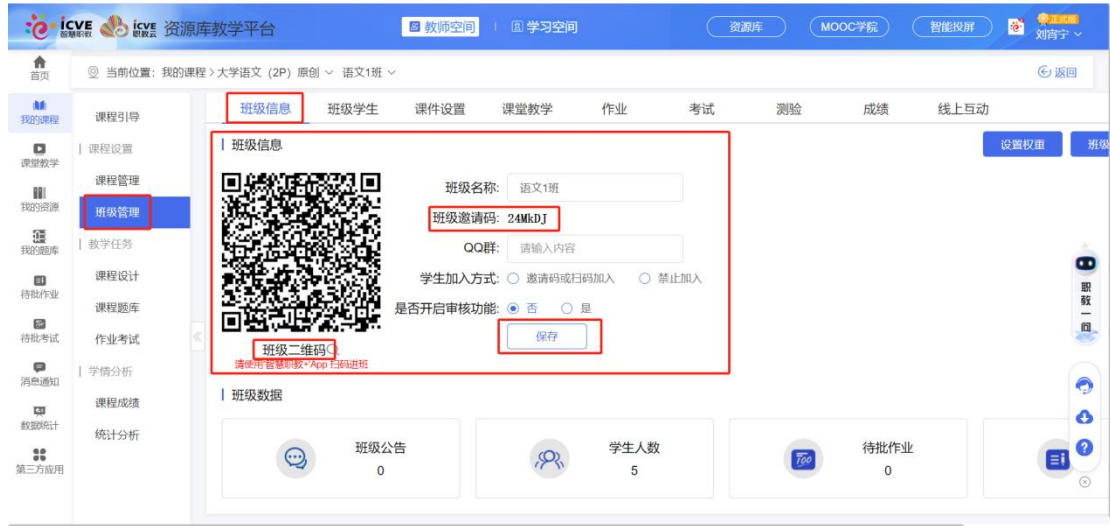 icve 智慧职教 icve 职教云 资源库教学平台 教师空间 学习空间 资源库 MOOC学院 智能投屏 正式版
刘宵宁
首页 当前位置：我的课程>大学语文（2P）原创 语文1班 返回
我的课程
课堂教学
我的资源
我的题库
待批作业
待批考试
消息通知
数据统计
第三方应用
课程引导
课程设置
课程管理
班级管理
教学任务
课程设计
课程题库
作业考试
学情分析
课程成绩
统计分析
班级信息 班级学生 课件设置 课堂教学 作业 考试 测验 成绩 线上互动
班级信息 设置权重 班级
班级名称: 语文1班
班级邀请码: 24MkDJ
QQ群: 请输入内容
学生加入方式: 邀请码或扫码加入 禁止加入
是否开启审核功能: 否 是
保存
班级二维码
请使用"智慧职教+"App 扫码进班
班级数据
班级公告 学生人数 待批作业
0 5 0
职教一问